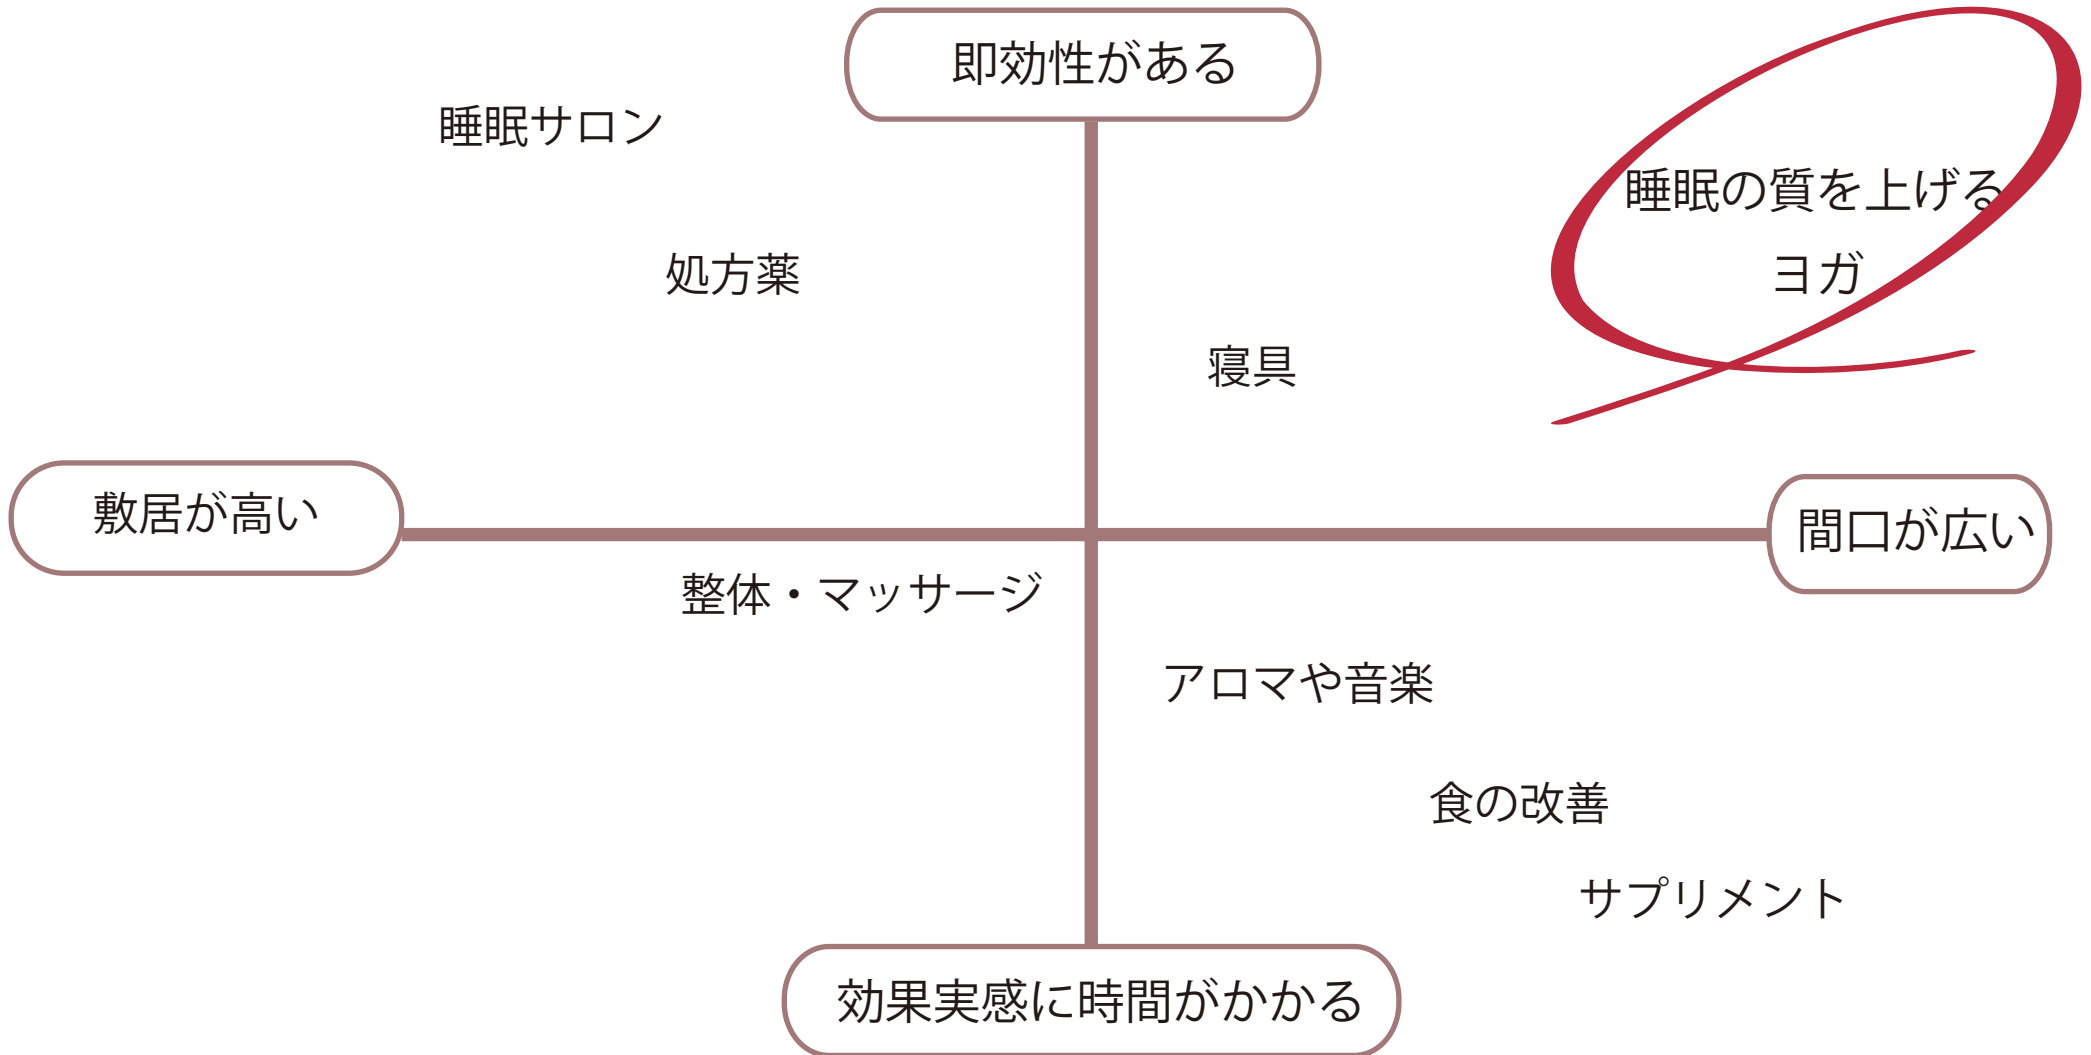 即効性がある
睡眠サロン
睡眠の質を上げる
ヨガ
処方薬
寝具
敷居が高い
間口が広い
整体・マッサージ
アロマや音楽
食の改善
サプリメント
効果実感に時間がかかる